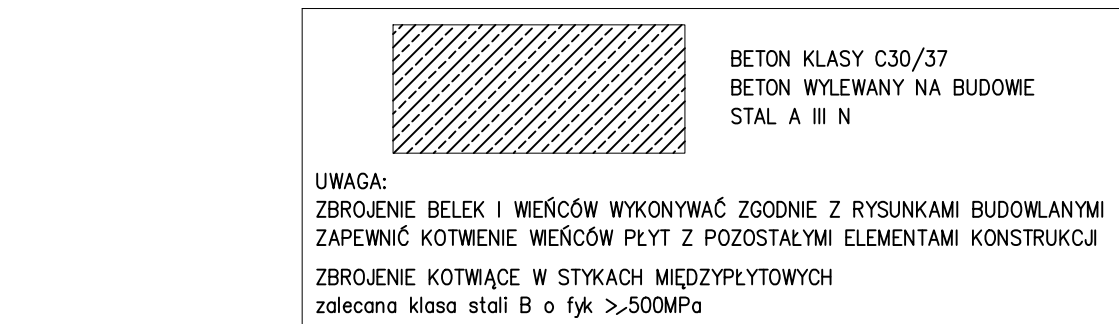 BETON KLASY C30/37
BETON WYLEWANY NA BUDOWIE
STAL A III N
UWAGA:
ZBROJENIE BELEK I WIEŃCÓW WYKONYWAĆ ZGODNIE Z RYSUNKAMI BUDOWLANYMI
ZAPEWNIĆ KOTWIENIE WIEŃCÓW PŁYT Z POZOSTAŁYMI ELEMENTAMI KONSTRUKCJI
ZBROJENIE KOTWIĄCE W STYKACH MIĘDZYPŁYTOWYCH
zalecana klasa stali B o fyk ⩾500MPa